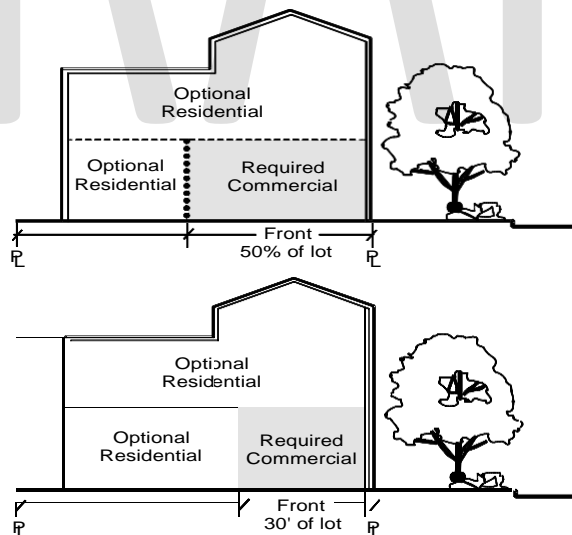 Optional
Residential
Optional
Residential
Required
Commercial
Front
50% of lot
PL
PL
Optional
Residential
Optional
Residential
Required
Commercial
Front
30' of lot
P
P